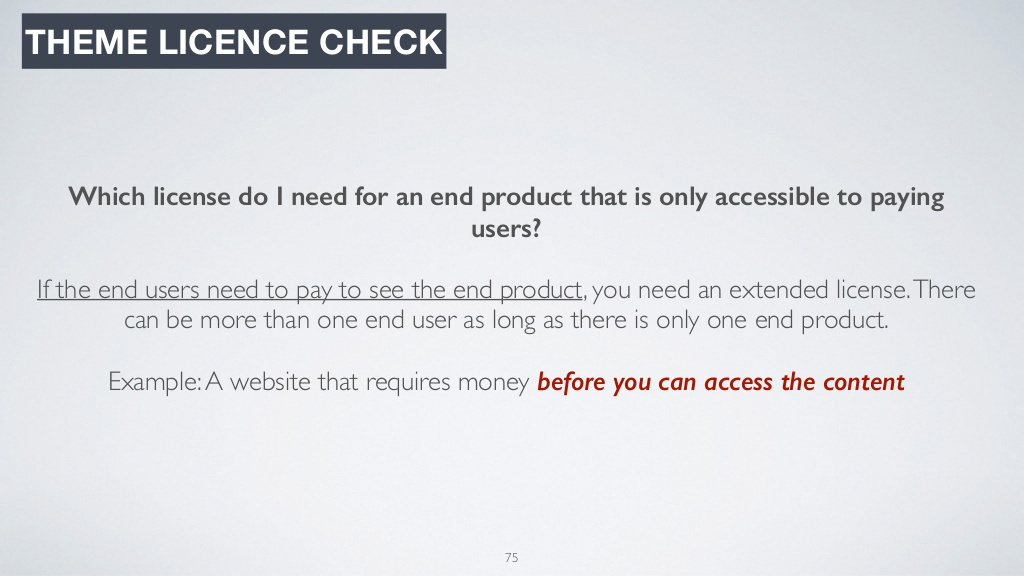 THEME LICENCE CHECK
Which license do I need for an end product that is only accessible to paying
users?
If the end users need to pay to see the end product, you need an extended license. There
can be more than one end user as long as there is only one end product.
Example: A website that requires money before you can access the content
75